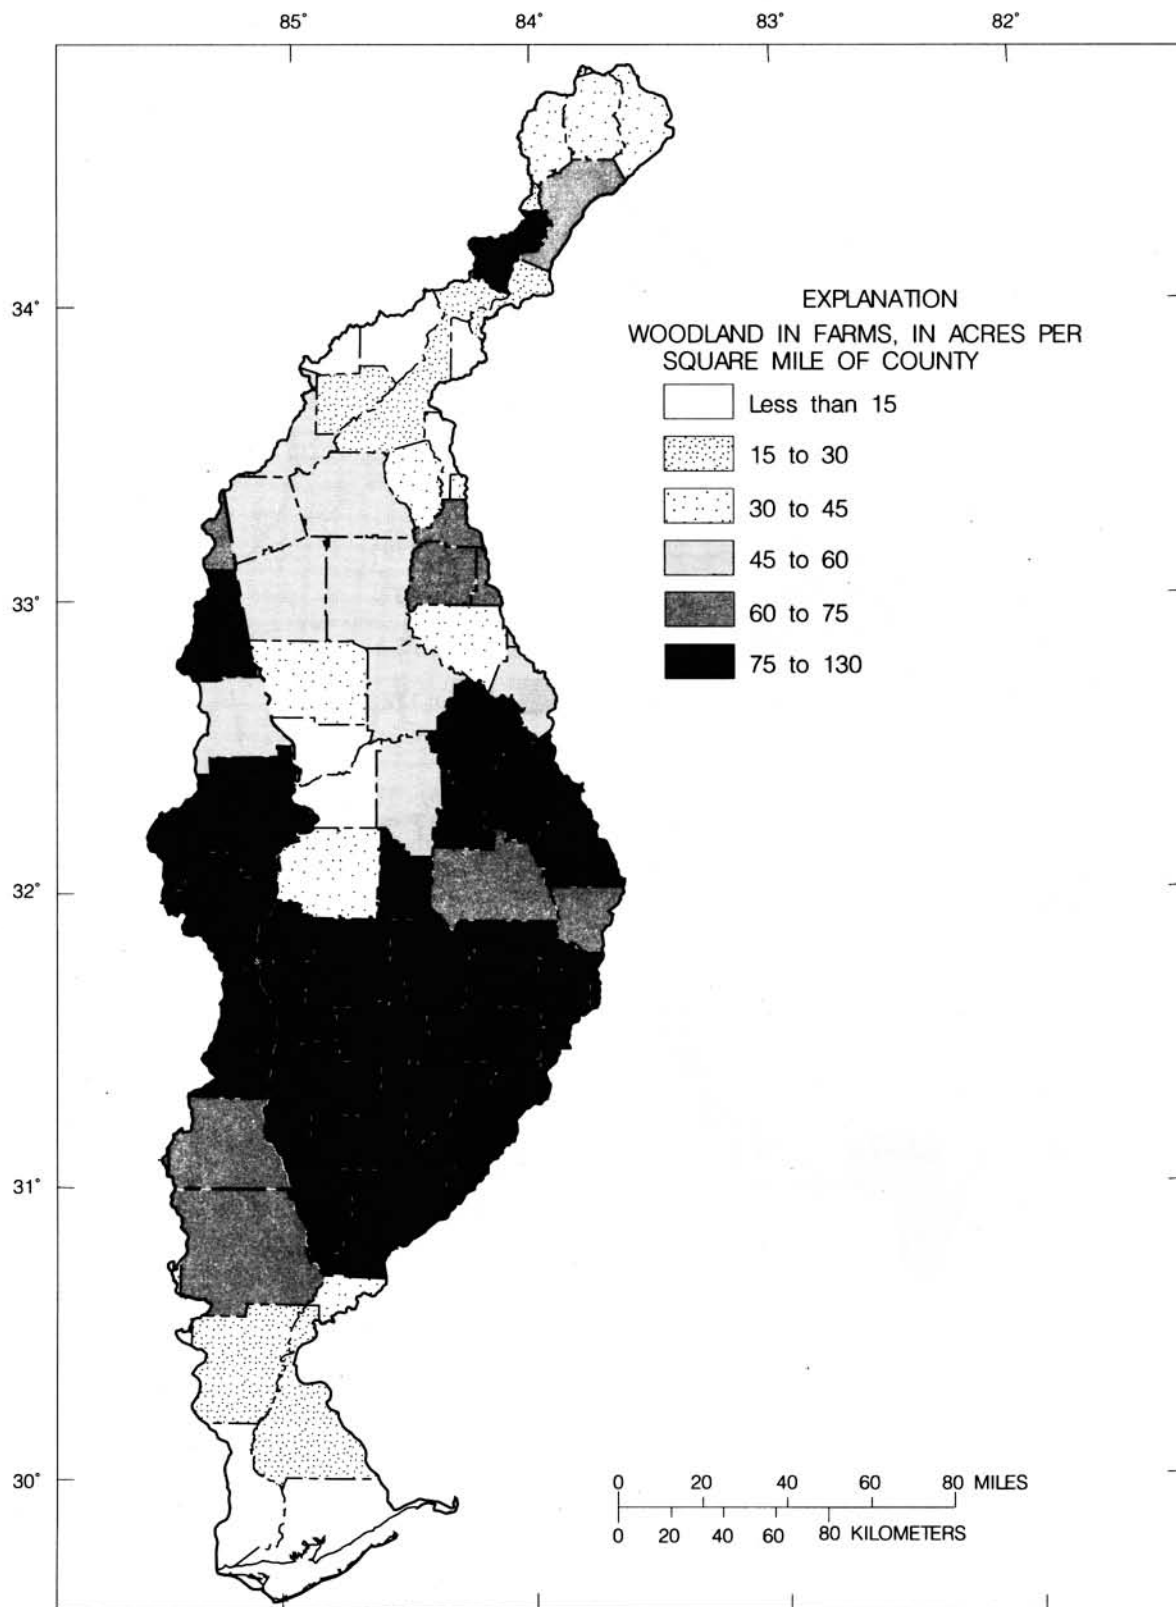 85° 84° 83° 82°
34°
33°
32°
31°
30°
EXPLANATION
WOODLAND IN FARMS, IN ACRES PER
SQUARE MILE OF COUNTY
Less than 15
15 to 30
30 to 45
45 to 60
60 to 75
75 to 130
0 20 40 60 80 MILES
0 20 40 60 80 KILOMETERS